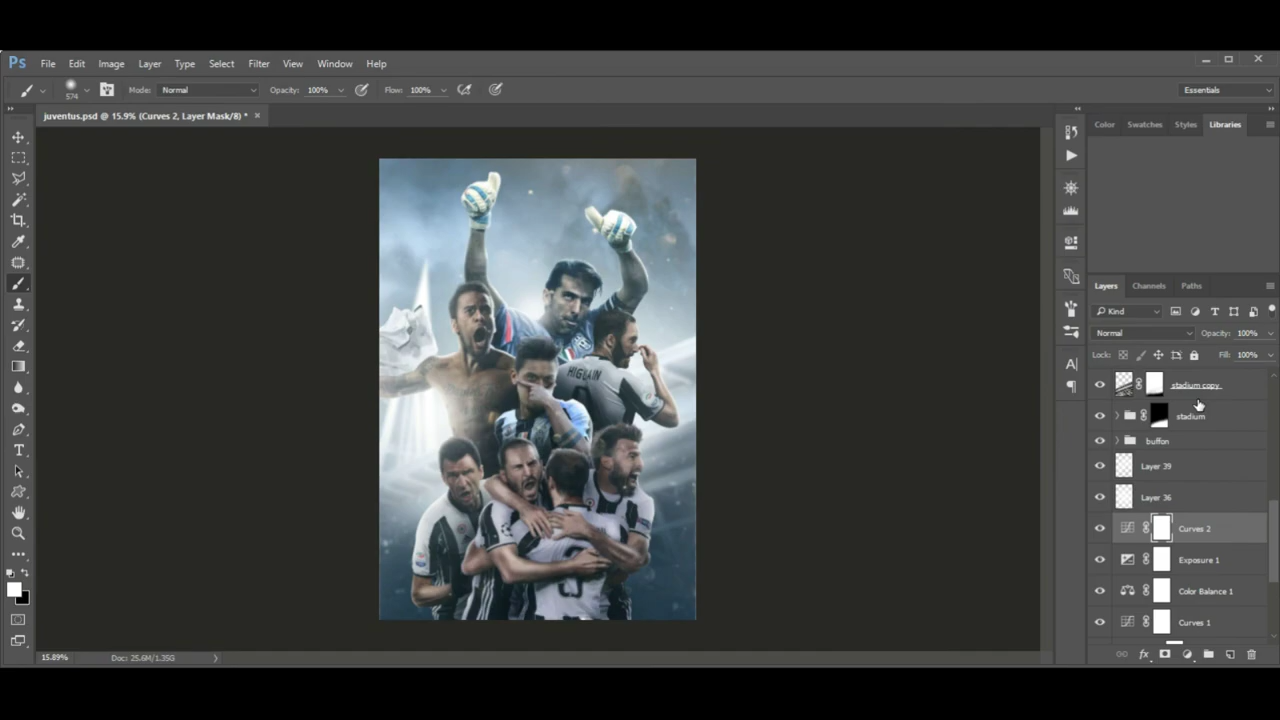 Ps File Edit Image Layer Type Select Filter View Window Help
574 Mode: Normal Opacity: 100% Flow: 100% Essentials
juventus.psd @ 15.9% (Curves 2, Layer Mask/8) * ×
Color Swatches Styles Libraries
Layers Channels Paths
Kind
Normal Opacity: 100%
Lock: Fill: 100%
stadium copy
stadium
buffon
Layer 39
Layer 36
Curves 2
Exposure 1
Color Balance 1
Curves 1
HIGUAIN
15.89% Doc: 25.6M/1.35G
fx